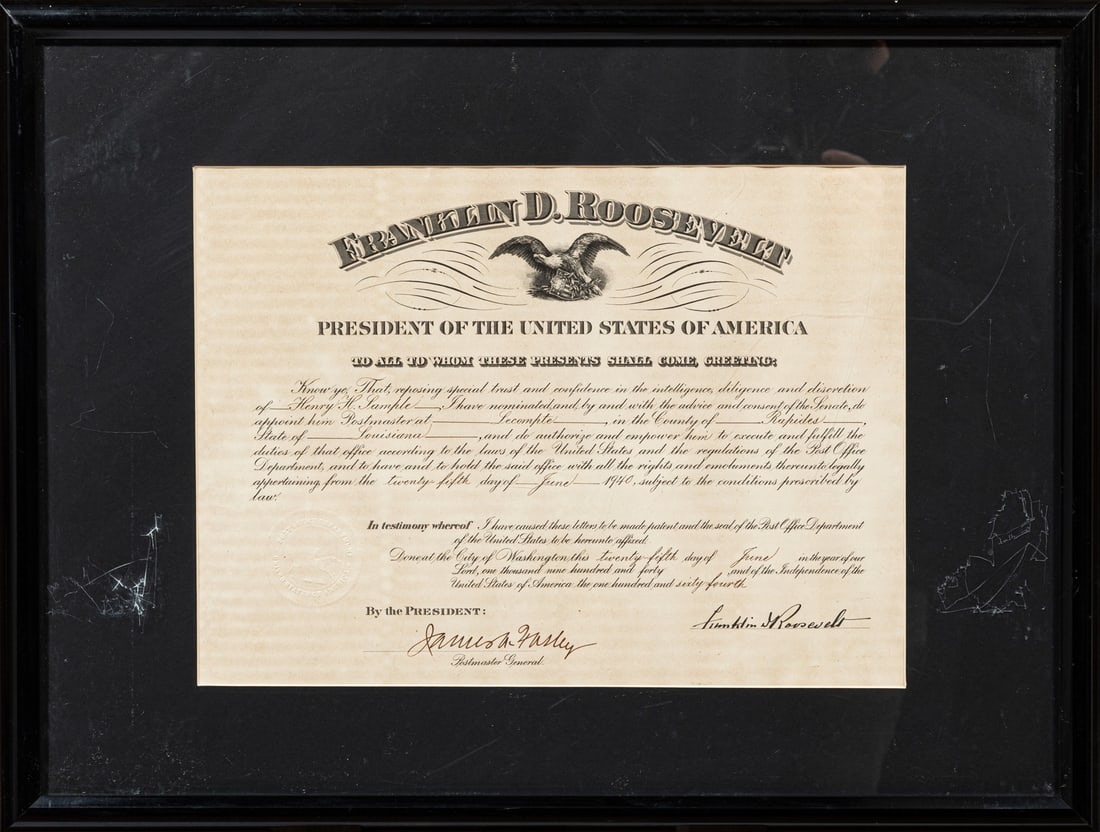 FRANKLIN D. ROOSEVELT
PRESIDENT OF THE UNITED STATES OF AMERICA
TO ALL TO WHOM THESE PRESENTS SHALL COME, GREETING:
Know ye, That, reposing special trust and confidence in the intelligence, diligence and discretion
of Henry H. Sample, I have nominated, and, by and with the advice and consent of the Senate, do
appoint him Postmaster at Lecompte, in the County of Rapides,
State of Louisiana, and do authorize and empower him to execute and fulfill the
duties of that office according to the laws of the United States and the regulations of the Post Office
Department, and to have and to hold the said office with all the rights and emoluments thereunto legally
appertaining, from the twenty-fifth day of June 1940, subject to the conditions prescribed by
law.
In testimony whereof I have caused these letters to be made patent and the seal of the Post Office Department
of the United States to be hereunto affixed.
Done at the City of Washington this twenty-fifth day of June in the year of our
Lord, one thousand nine hundred and forty, and of the Independence of the
United States of America the one hundred and sixty-fourth
By the PRESIDENT:
Franklin D Roosevelt
James A. Farley
Postmaster General.